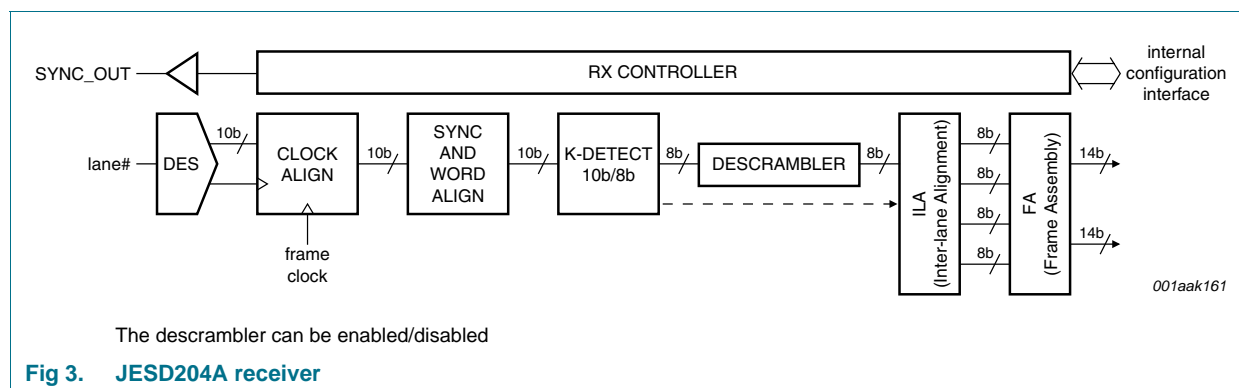 SYNC_OUT
RX CONTROLLER
internal
configuration
interface
lane#
DES
10b
CLOCK
ALIGN
frame
clock
10b
SYNC
AND
WORD
ALIGN
10b
K-DETECT
10b/8b
8b
DESCRAMBLER
8b
ILA
(Inter-lane Alignment)
8b
8b
8b
8b
FA
(Frame Assembly)
14b
14b
001aak161
The descrambler can be enabled/disabled
Fig 3. JESD204A receiver